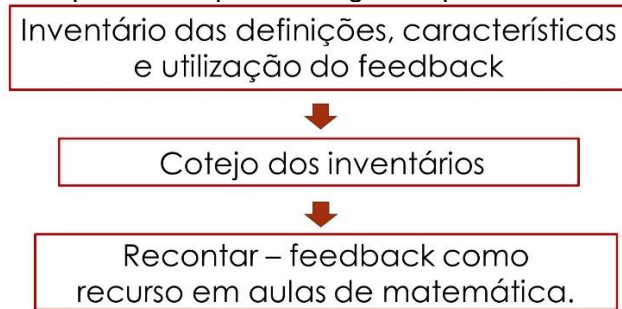 Inventário das definições, características
e utilização do feedback
Cotejo dos inventários
Recontar – feedback como
recurso em aulas de matemática.